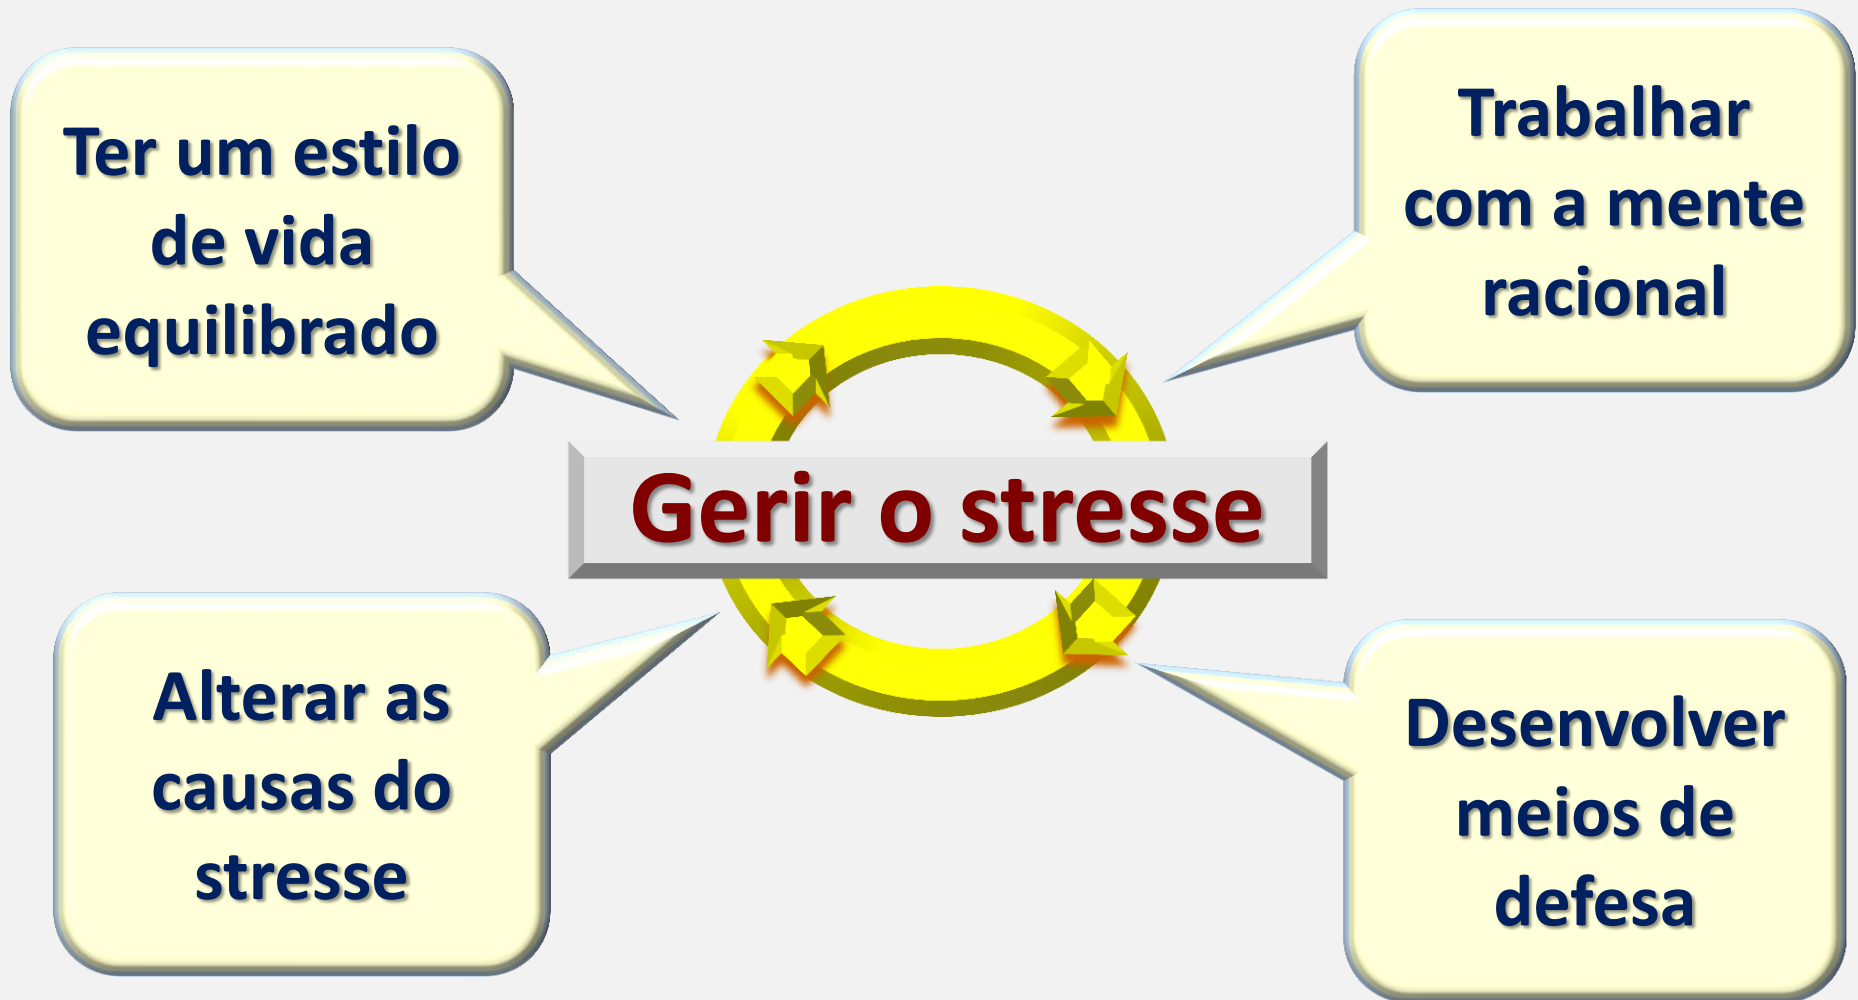 Ter um estilo
de vida
equilibrado
Trabalhar
com a mente
racional
Gerir o stresse
Alterar as
causas do
stresse
Desenvolver
meios de
defesa